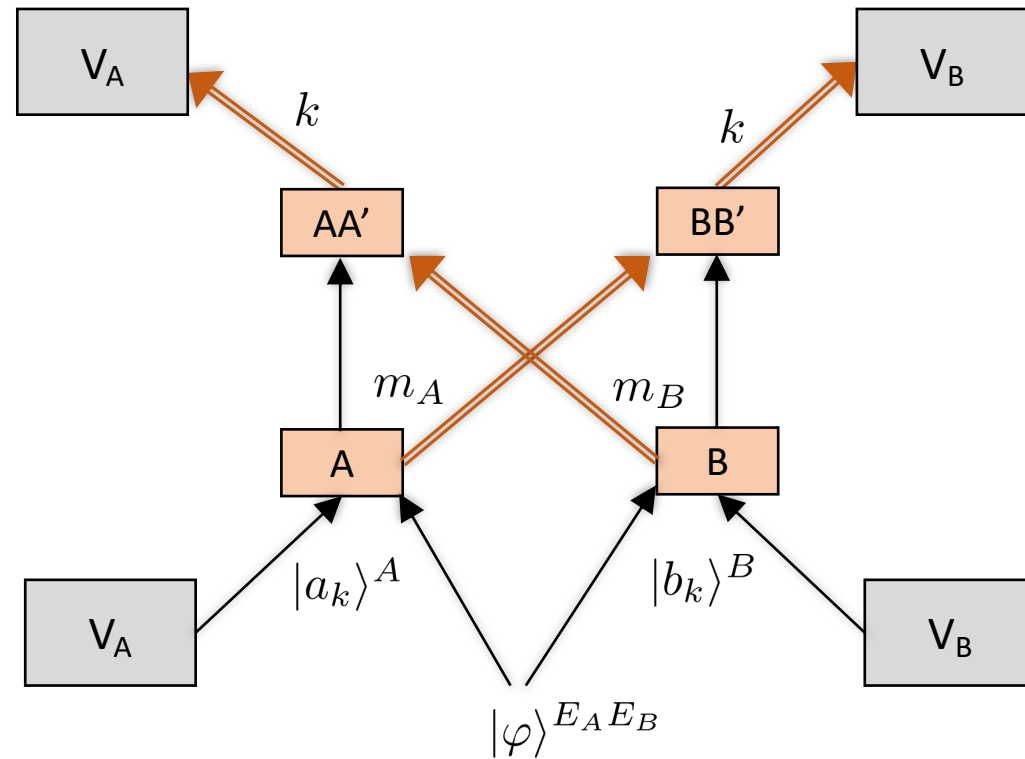 V_A
V_B
k
k
AA’
BB’
m_A
m_B
A
B
|a_k⟩^A
|b_k⟩^B
V_A
V_B
|φ⟩^{E_A E_B}